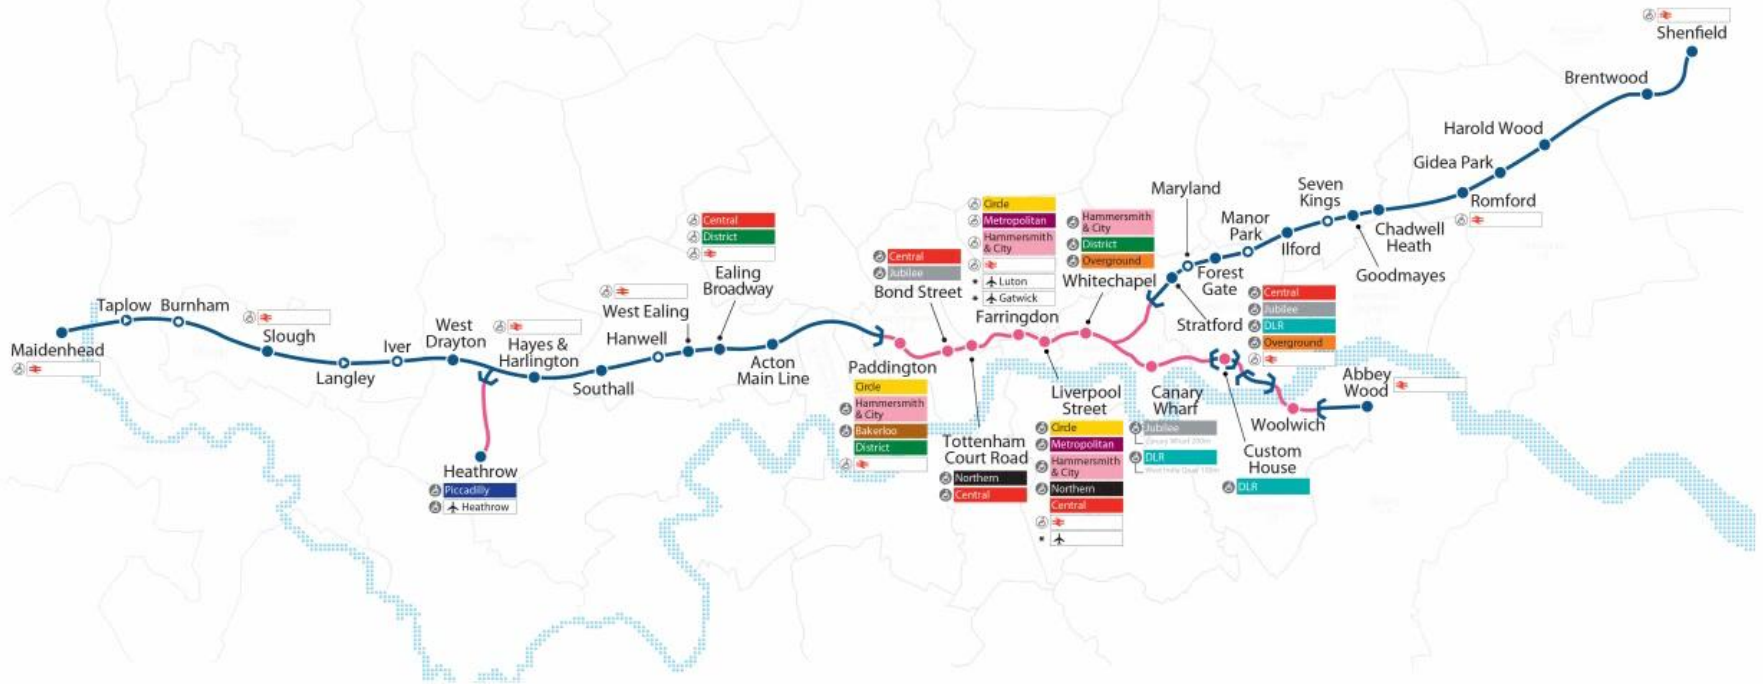 Shenfield
Brentwood
Harold Wood
Gidea Park
Romford
Maryland
Seven
Kings
Manor
Park
Ilford
Chadwell
Heath
Goodmayes
Forest
Gate
Stratford
Central
Jubilee
DLR
Overground
Circle
Metropolitan
Hammersmith
& City
Luton
Gatwick
Farringdon
Hammersmith
& City
District
Overground
Whitechapel
Central
Jubilee
Bond Street
Central
District
Ealing
Broadway
West Ealing
Hanwell
Taplow
Burnham
Maidenhead
Slough
Langley
Iver
West
Drayton
Hayes &
Harlington
Southall
Acton
Main Line
Heathrow
Piccadilly
Heathrow
Paddington
Circle
Hammersmith
& City
Bakerloo
District
Tottenham
Court Road
Northern
Central
Liverpool
Street
Circle
Metropolitan
Hammersmith
& City
Northern
Central
Canary
Wharf
Jubilee
DLR
Custom
House
DLR
Woolwich
Abbey
Wood